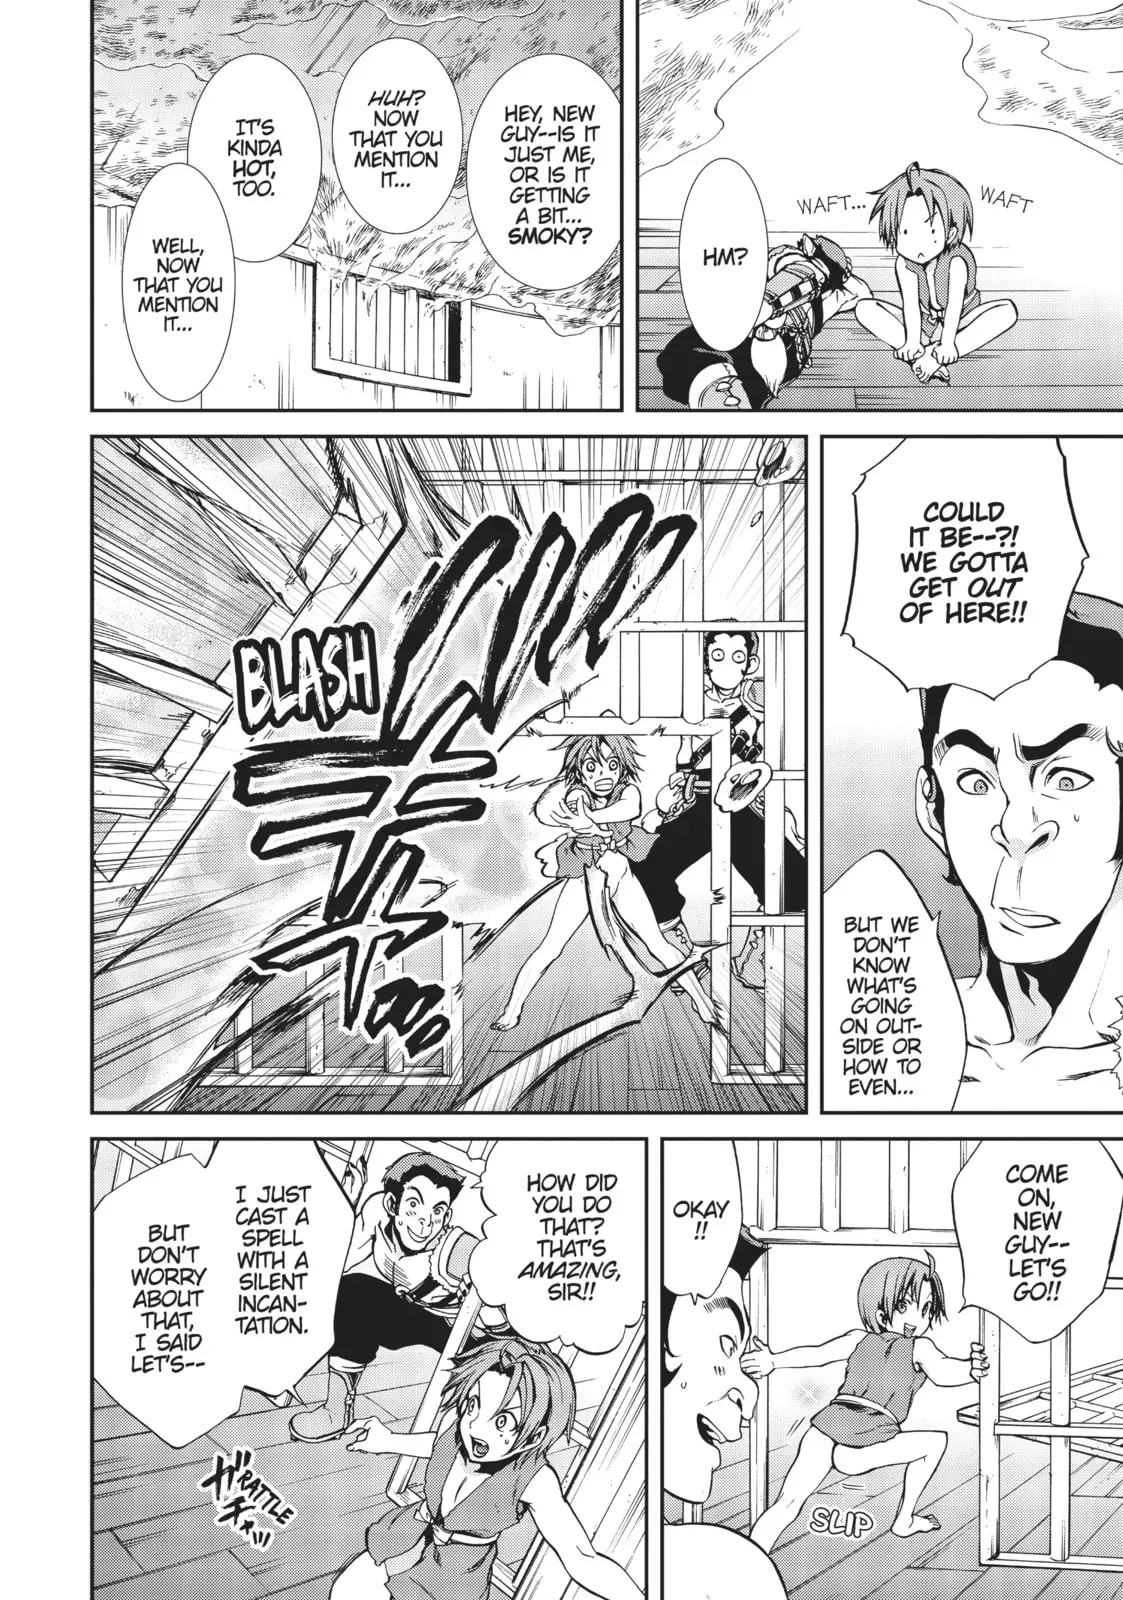 WAFT...
WAFT
HM?
HEY, NEW
GUY--IS IT
JUST ME,
OR IS IT
GETTING
A BIT...
SMOKY?
HUH?
NOW
THAT YOU
MENTION
IT...
IT'S
KINDA
HOT,
TOO.
WELL,
NOW
THAT YOU
MENTION
IT...
COULD
IT BE--?!
WE GOTTA
GET OUT
OF HERE!!
BUT WE
DON'T
KNOW
WHAT'S
GOING
ON OUT-
SIDE OR
HOW TO
EVEN...
BLASH
COME
ON,
NEW
GUY--
LET'S
GO!!
OKAY
!!
SLIP
HOW DID
YOU DO
THAT?
THAT'S
AMAZING,
SIR!!
I JUST
CAST A
SPELL
WITH A
SILENT
INCAN-
TATION.
BUT
DON'T
WORRY
ABOUT
THAT,
I SAID
LET'S--
ガチャッ
RATTLE